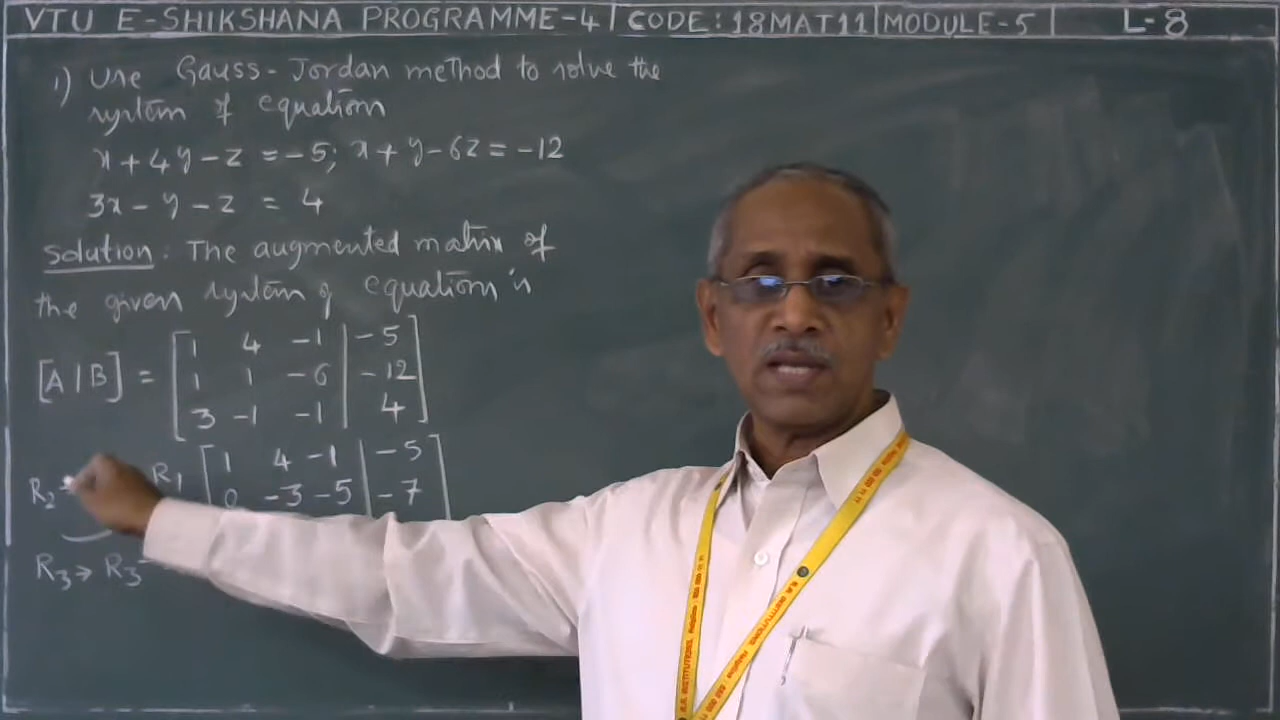 VTU E-SHIKSHANA PROGRAMME-4 | CODE: 18MAT11 | MODULE-5 | L-8
1) Use Gauss-Jordan method to solve the
system of equation
x+4y-z = -5; x+y-6z = -12
3x-y-z = 4
Solution: The augmented matrix of
the given system of equation is
[A|B] = [1 4 -1 | -5
1 1 -6 | -12
3 -1 -1 | 4]
R1 [1 4 -1 | -5
R2 0 -3 -5 | -7
R3→R3-